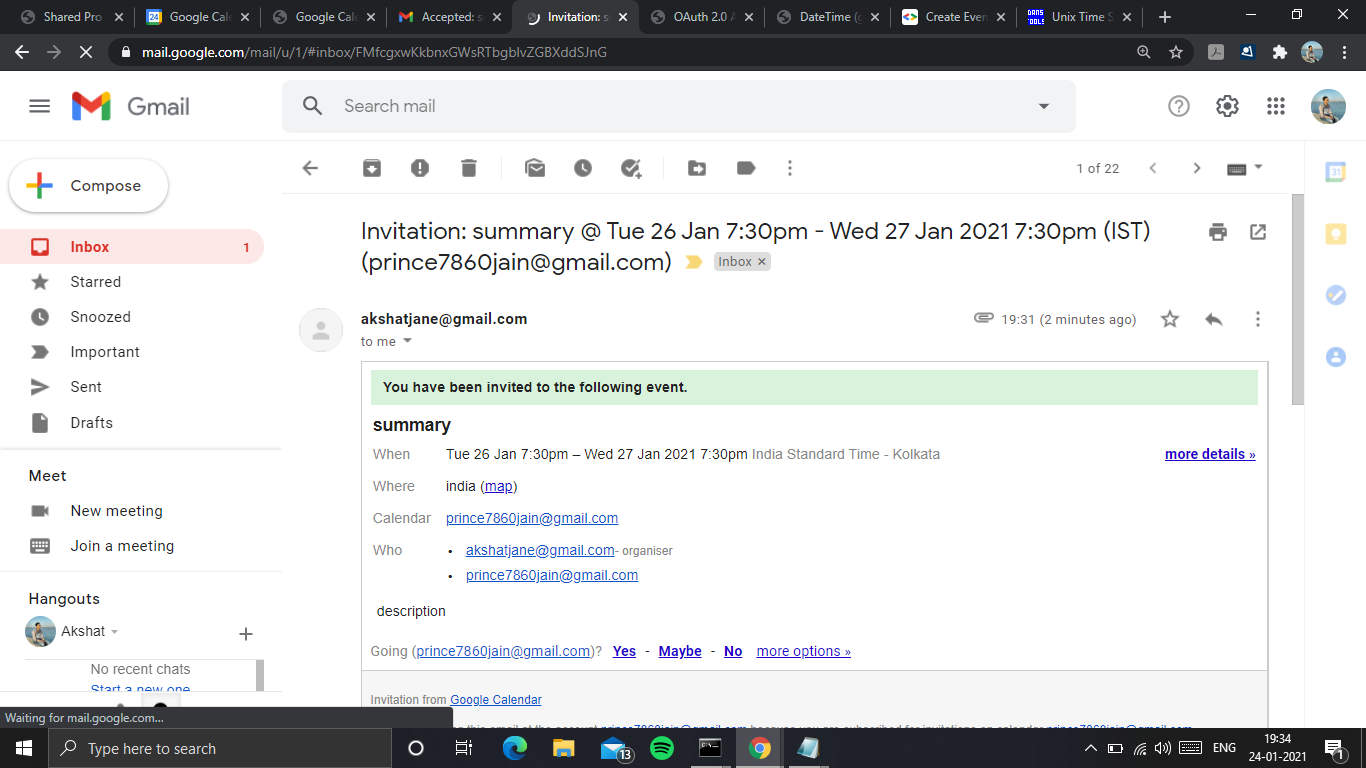 Shared Pro
Google Cal
Google Cal
Accepted: s
Invitation: s
OAuth 2.0 A
DateTime (g
Create Even
Unix Time S
mail.google.com/mail/u/1/#inbox/FMfcgxwKkbnxGWsRTbgblvZGBXddSJnG
Gmail
Search mail
Compose
1 of 22
Inbox 1
Starred
Snoozed
Important
Sent
Drafts
Meet
New meeting
Join a meeting
Hangouts
Akshat
No recent chats
Start a new one
Invitation: summary @ Tue 26 Jan 7:30pm - Wed 27 Jan 2021 7:30pm (IST)
(prince7860jain@gmail.com) Inbox
akshatjane@gmail.com 19:31 (2 minutes ago)
to me
You have been invited to the following event.
summary
When Tue 26 Jan 7:30pm – Wed 27 Jan 2021 7:30pm India Standard Time - Kolkata more details »
Where india (map)
Calendar prince7860jain@gmail.com
Who • akshatjane@gmail.com- organiser
• prince7860jain@gmail.com
description
Going (prince7860jain@gmail.com)? Yes - Maybe - No more options »
Invitation from Google Calendar
Waiting for mail.google.com...
Type here to search
13
ENG
19:34
24-01-2021
1